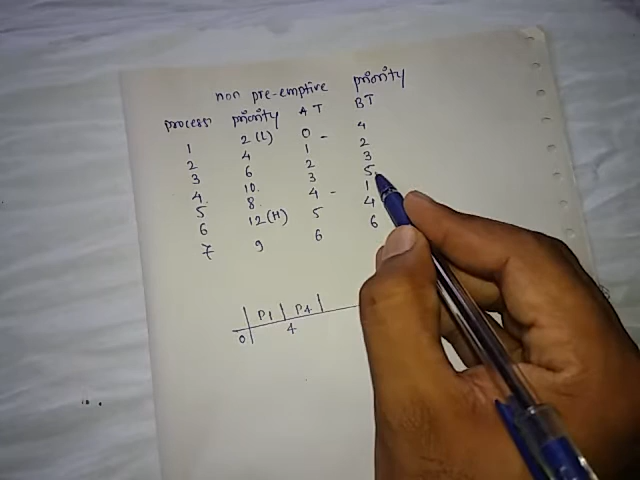 non pre-emptive priority
process priority AT BT
1 2(L) 0 - 4
2 4 1 2
3 6 2 3
4. 10. 3 5
5 8. 4 - 1
6 12(H) 5 4
7 9 6 6
P1 P4
0 4